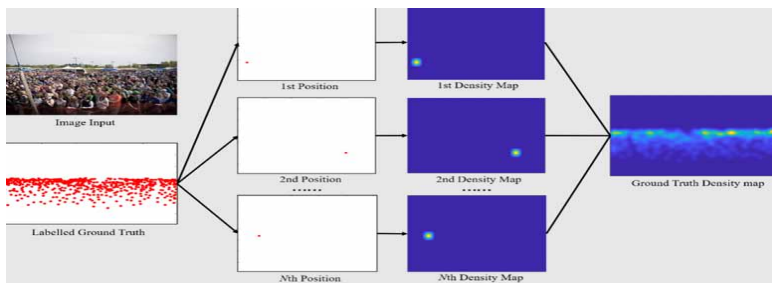 Image Input
Labelled Ground Truth
1st Position
2nd Position
......
Nth Position
1st Density Map
2nd Density Map
......
Nth Density Map
Ground Truth Density map